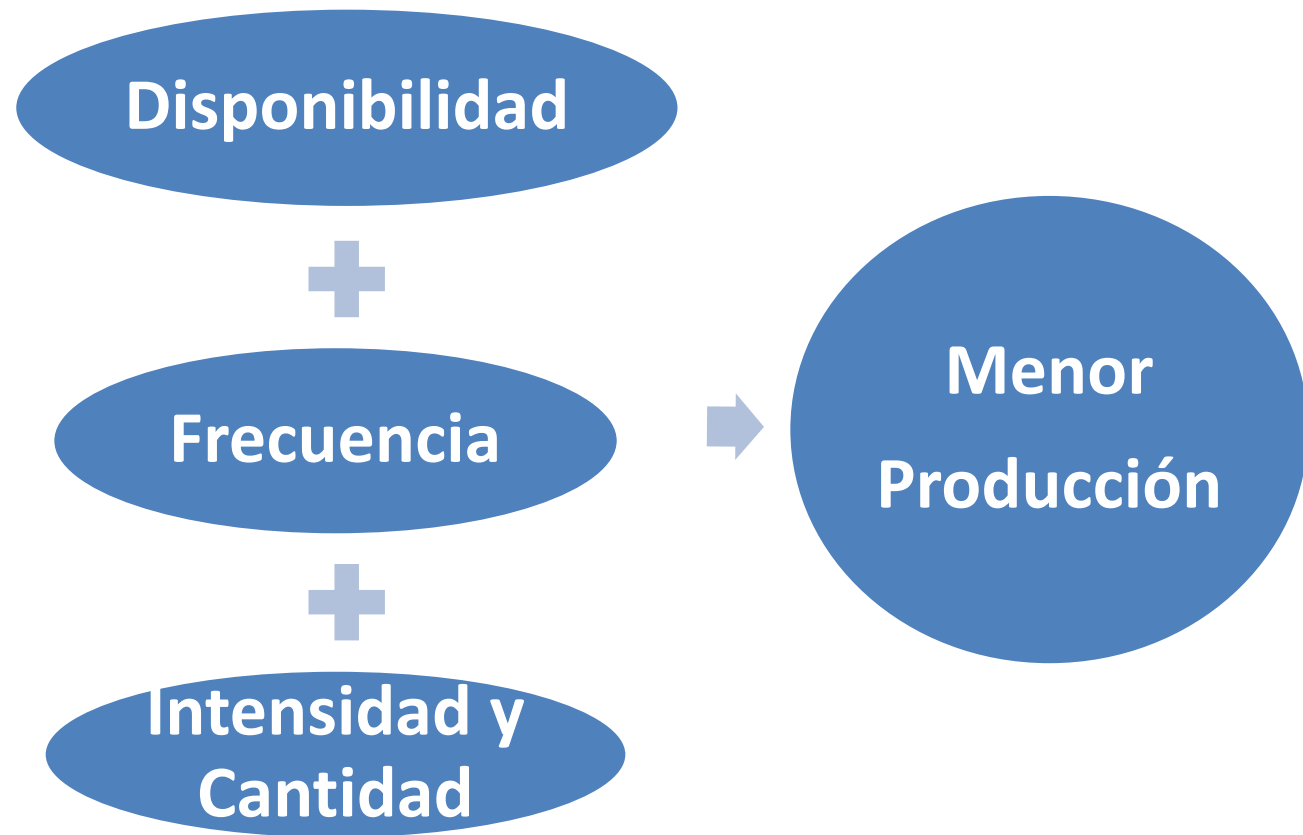 Disponibilidad
Frecuencia
Intensidad y
Cantidad
Menor
Producción